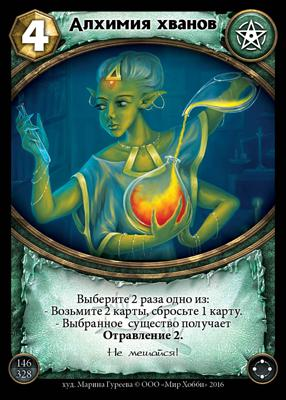 4
Алхимия хванов
Выберите 2 раза одно из:
- Возьмите 2 карты, сбросьте 1 карту.
- Выбранное существо получает
Отравление 2.
Не мешайся!
146
328
худ. Марина Гуреева © ООО «Мир Хобби» 2016